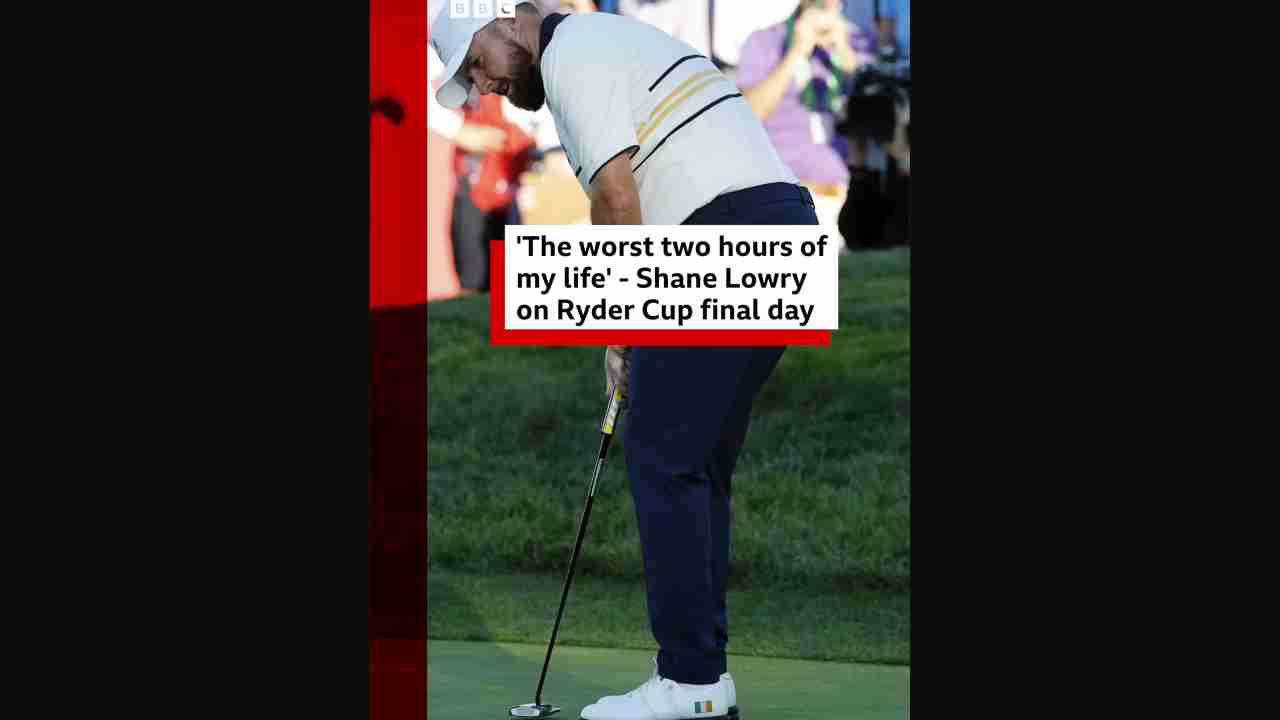 BBC
'The worst two hours of
my life' - Shane Lowry
on Ryder Cup final day